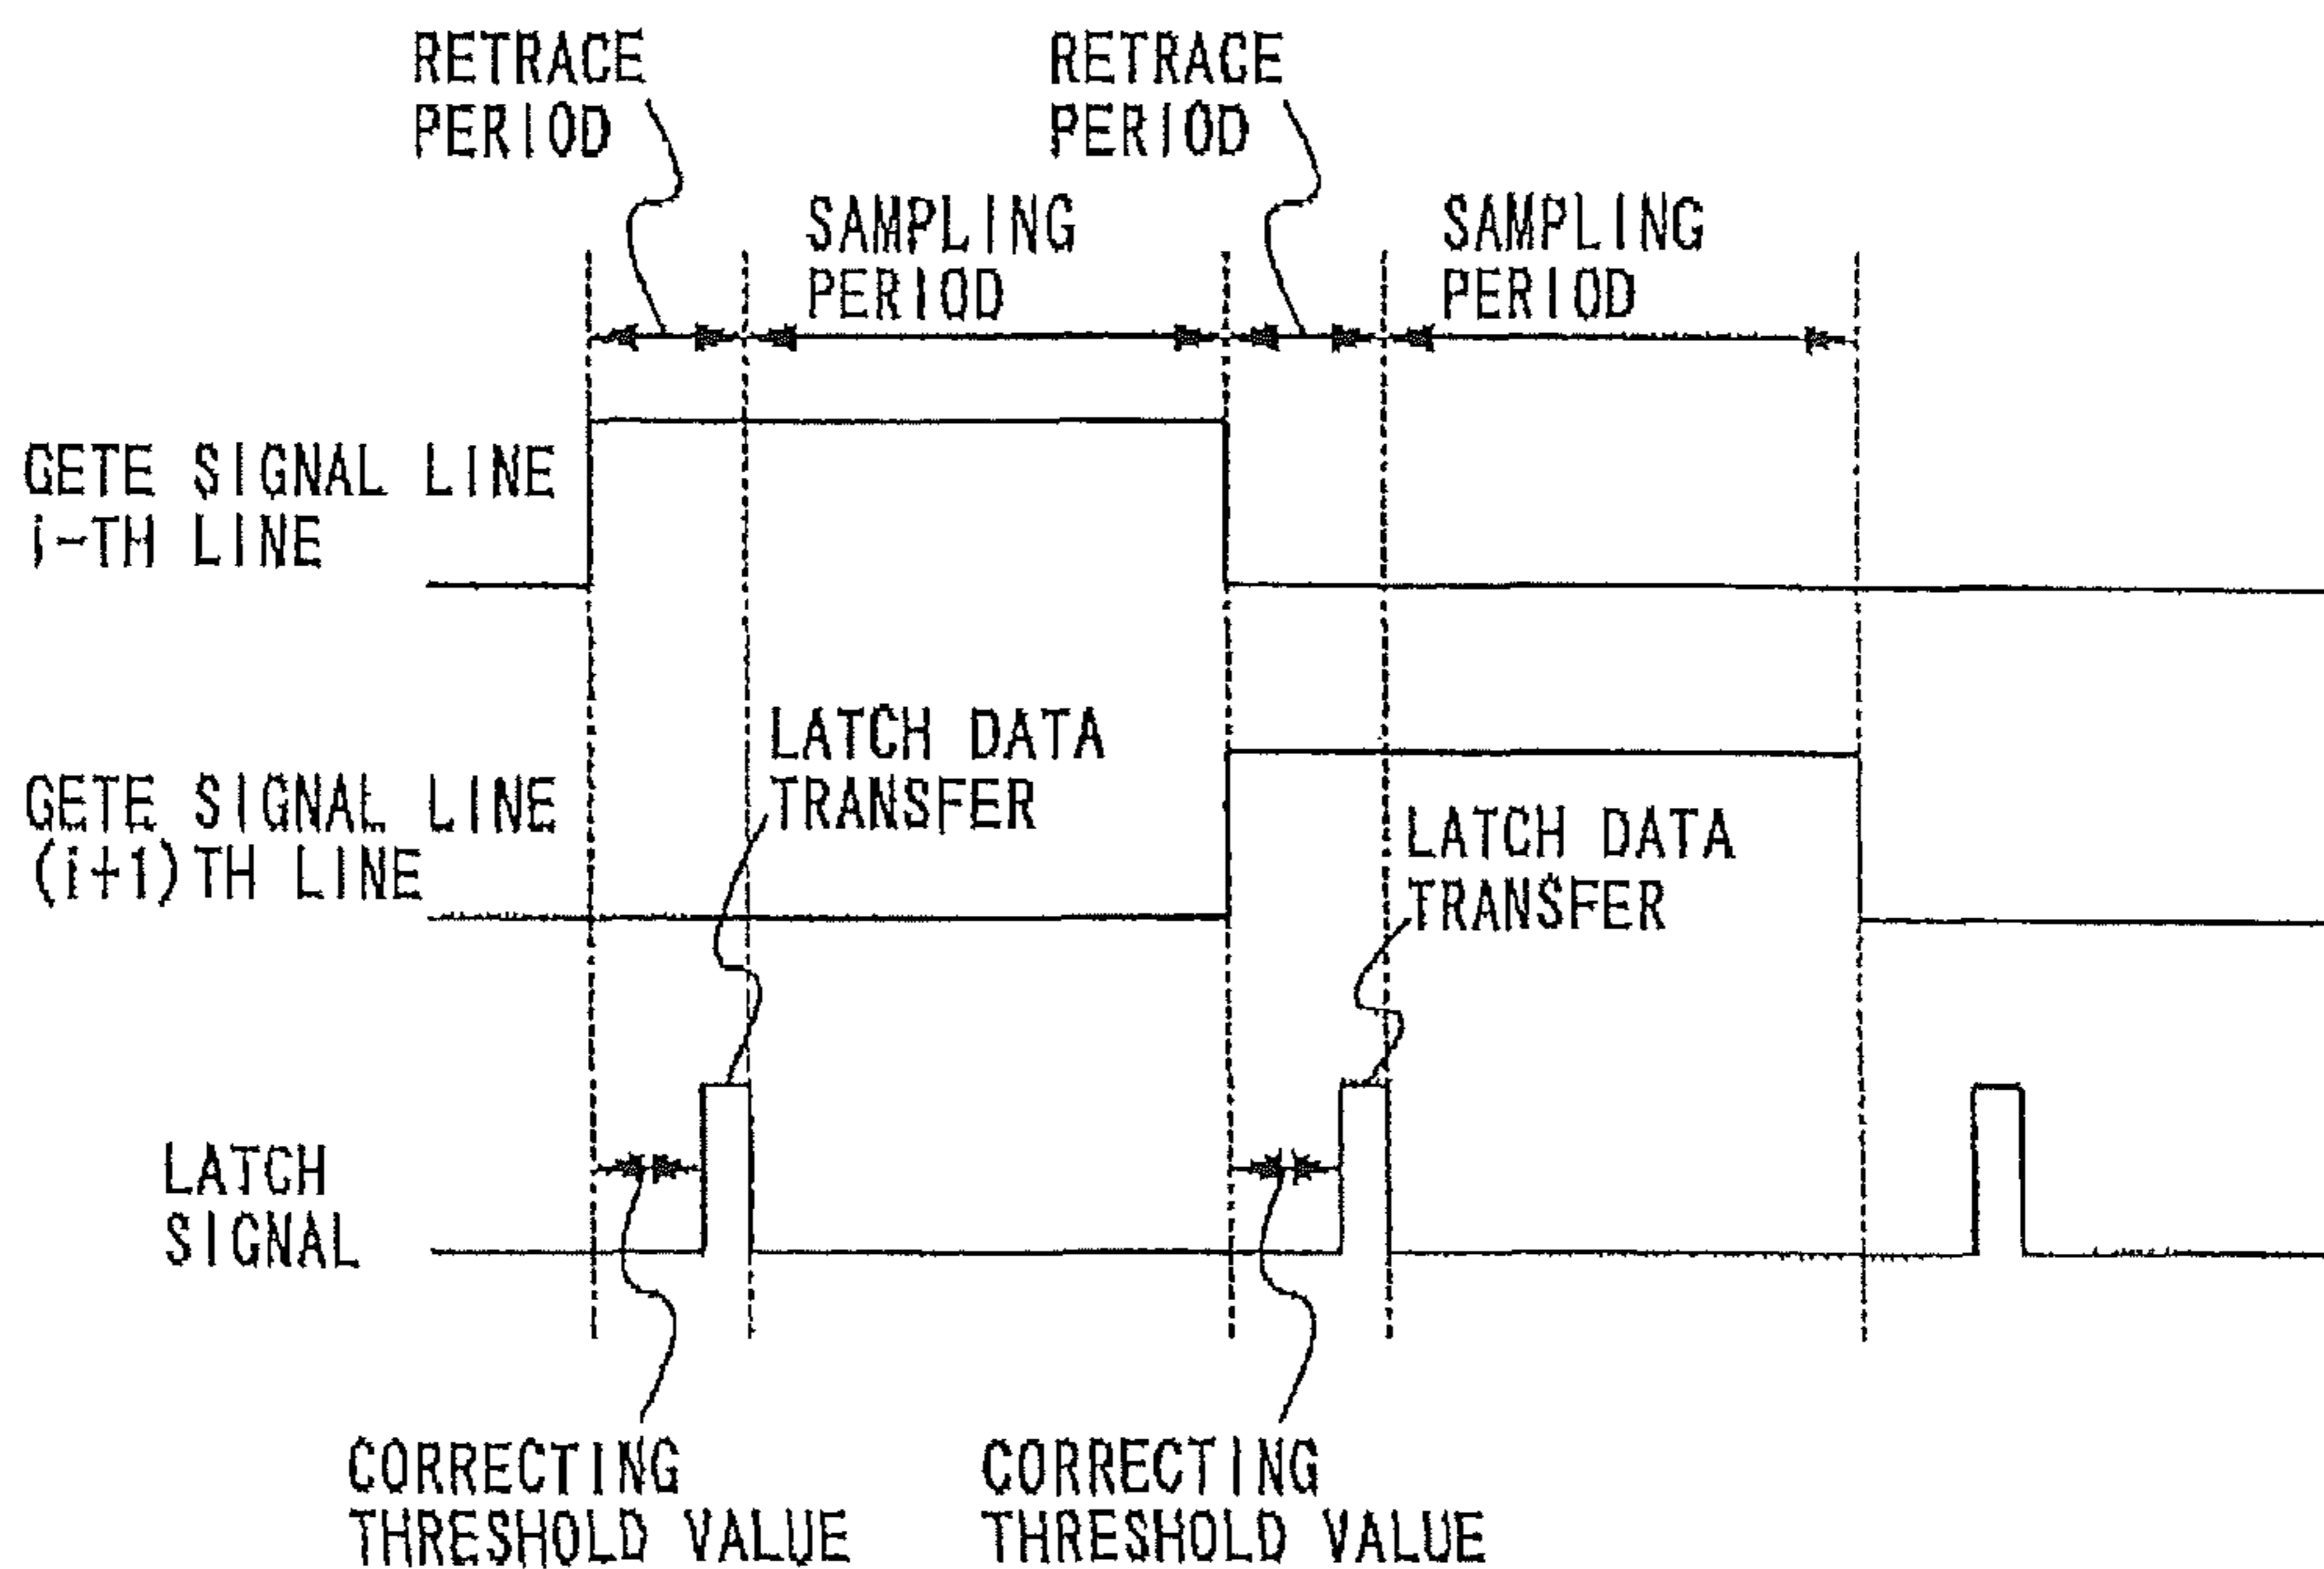 RETRACE
PERIOD
RETRACE
PERIOD
SAMPLING
PERIOD
SAMPLING
PERIOD
GETE SIGNAL LINE
i-TH LINE
LATCH DATA
TRANSFER
GETE SIGNAL LINE
(i+1)TH LINE
LATCH DATA
TRANSFER
LATCH
SIGNAL
CORRECTING
THRESHOLD VALUE
CORRECTING
THRESHOLD VALUE